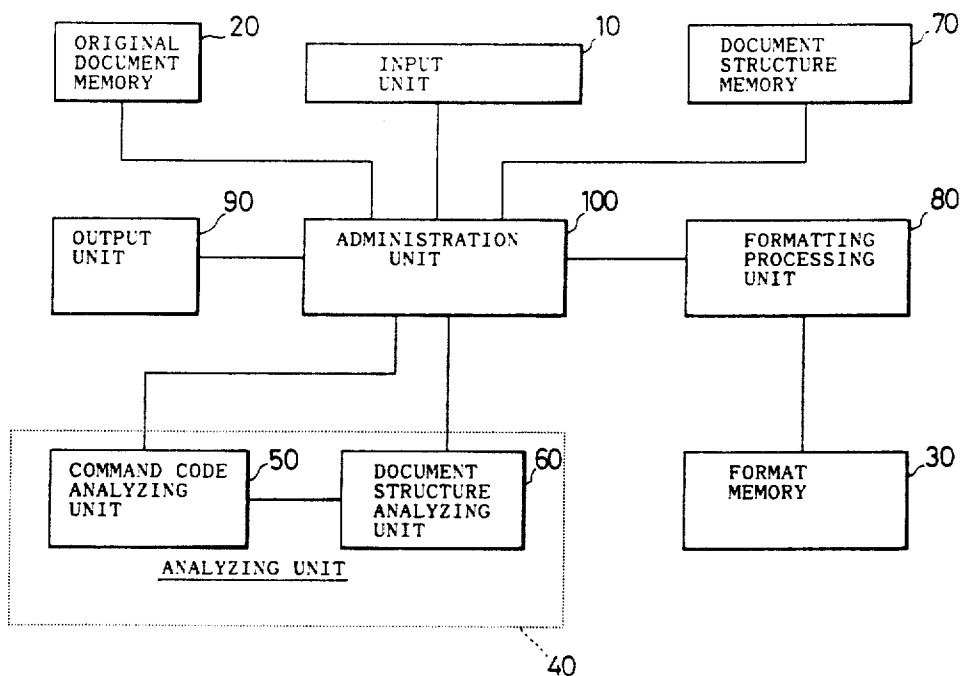 20
ORIGINAL
DOCUMENT
MEMORY
10
INPUT
UNIT
70
DOCUMENT
STRUCTURE
MEMORY
90
OUTPUT
UNIT
100
ADMINISTRATION
UNIT
80
FORMATTING
PROCESSING
UNIT
50
COMMAND CODE
ANALYZING
UNIT
60
DOCUMENT
STRUCTURE
ANALYZING
UNIT
30
FORMAT
MEMORY
ANALYZING UNIT
40